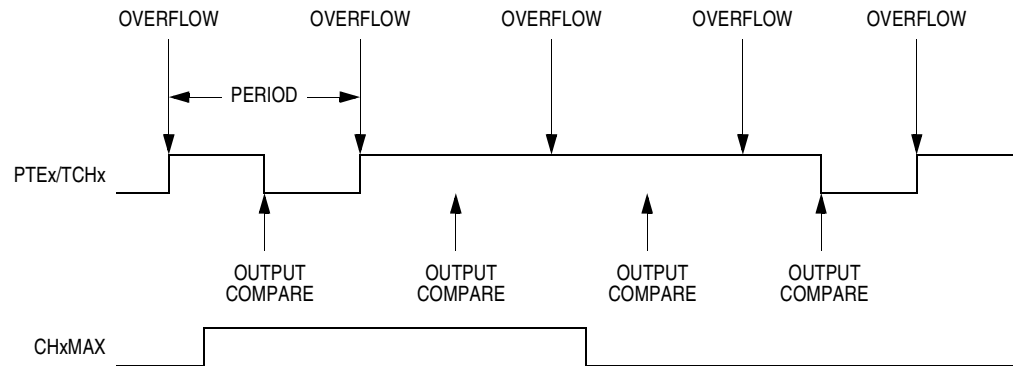 OVERFLOW OVERFLOW OVERFLOW OVERFLOW OVERFLOW
PERIOD
PTEx/TCHx
OUTPUT OUTPUT OUTPUT OUTPUT
COMPARE COMPARE COMPARE COMPARE
CHxMAX